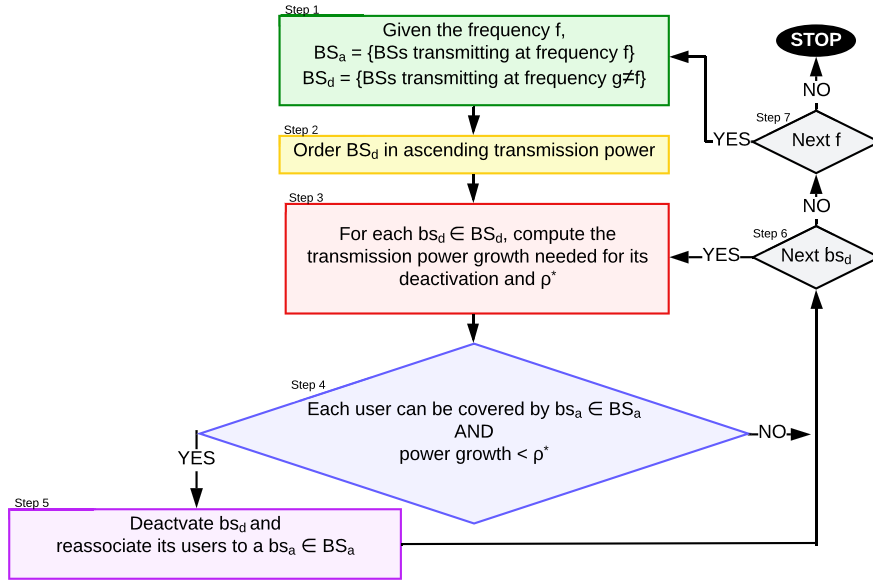 Step 1
Given the frequency f,
BSa = {BSs transmitting at frequency f}
BSd = {BSs transmitting at frequency g≠f}
Step 2
Order BSd in ascending transmission power
Step 3
For each bsd ∈ BSd, compute the
transmission power growth needed for its
deactivation and ρ*
Step 4
Each user can be covered by bsa ∈ BSa
AND
power growth < ρ*
YES
NO
Step 5
Deactvate bsd and
reassociate its users to a bsa ∈ BSa
Step 6
Next bsd
YES
NO
Step 7
Next f
YES
NO
STOP